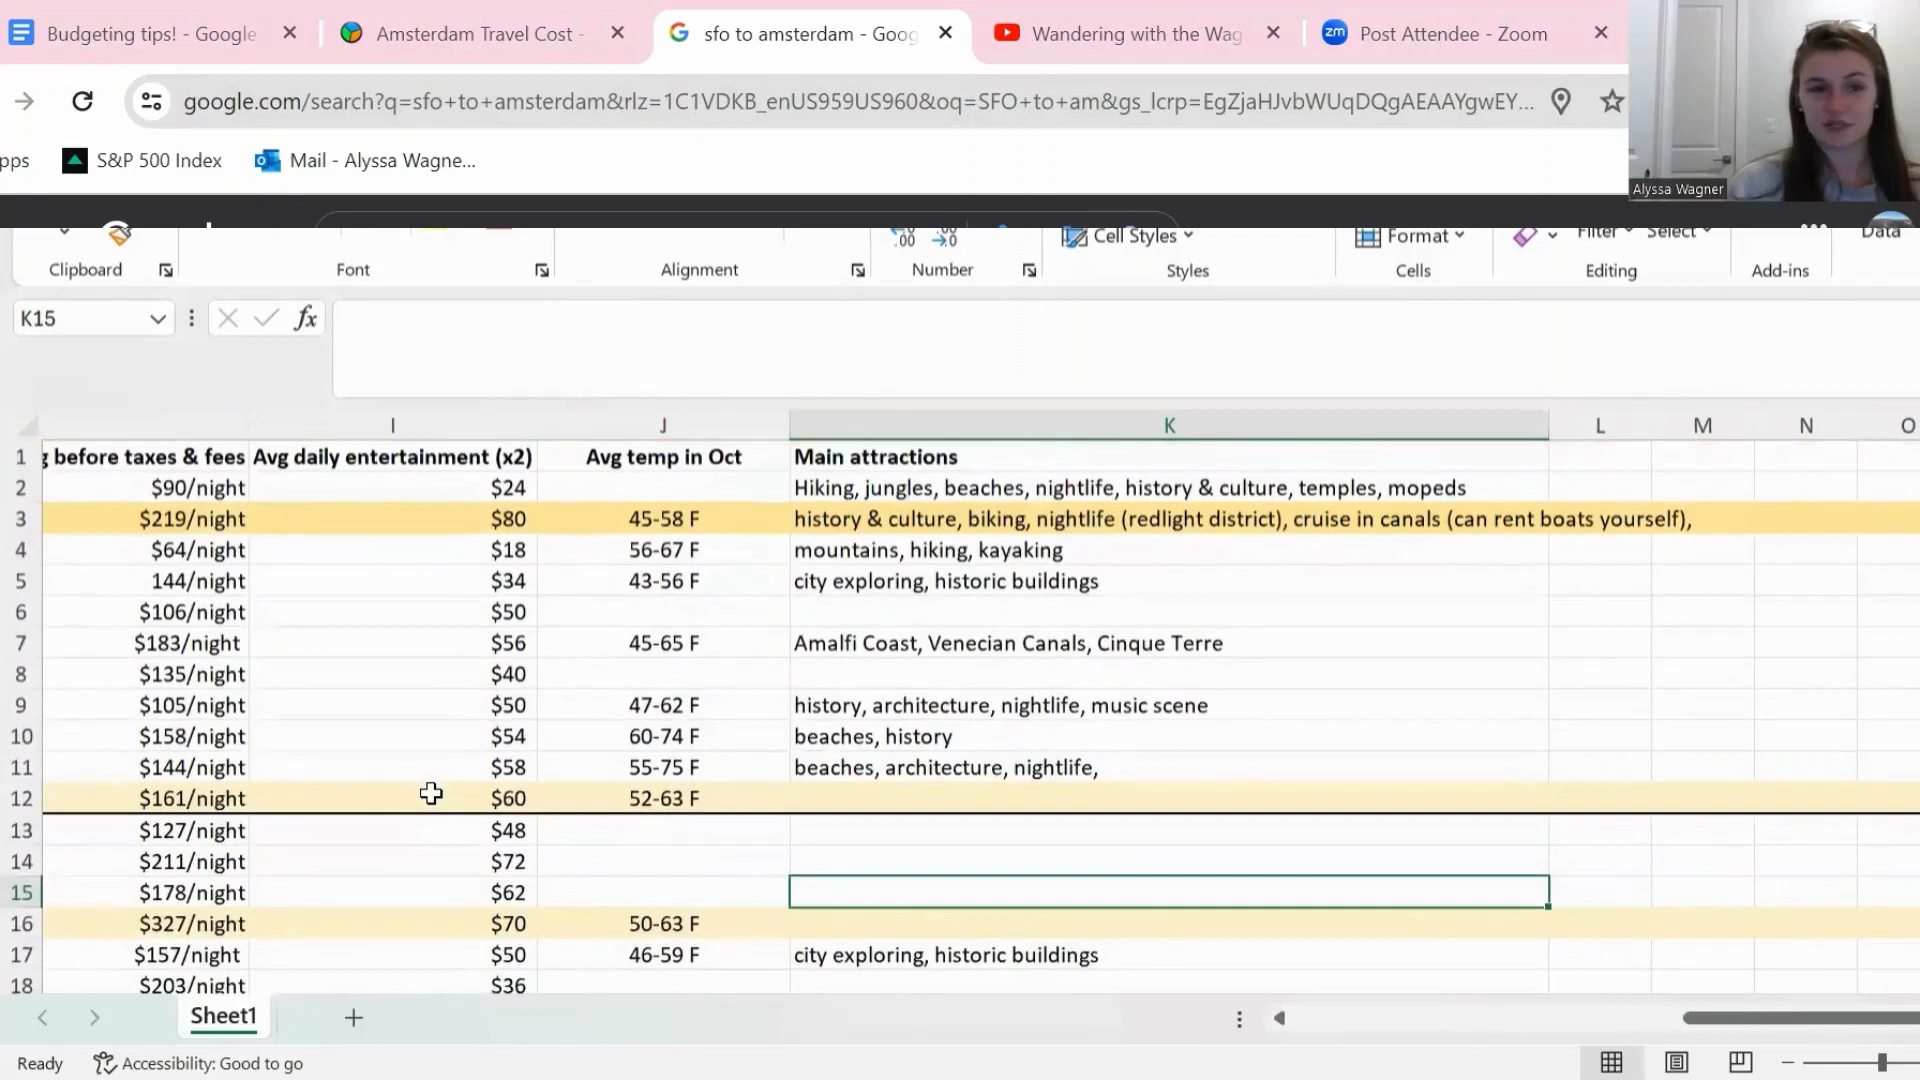 Budgeting tips! - Google
Amsterdam Travel Cost -
sfo to amsterdam - Goog
Wandering with the Wag
Post Attendee - Zoom
google.com/search?q=sfo+to+amsterdam&rlz=1C1VDKB_enUS959US960&oq=SFO+to+am&gs_lcrp=EgZjaHJvbWUqDQgAEAAYgwEY...
pps S&P 500 Index Mail - Alyssa Wagne...
Alyssa Wagner
Cell Styles Format Filter Select Data
Clipboard Font Alignment Number Styles Cells Editing Add-ins
K15 fx
I J K L M N O
1 g before taxes & fees Avg daily entertainment (x2) Avg temp in Oct Main attractions
2 $90/night $24 Hiking, jungles, beaches, nightlife, history & culture, temples, mopeds
3 $219/night $80 45-58 F history & culture, biking, nightlife (redlight district), cruise in canals (can rent boats yourself),
4 $64/night $18 56-67 F mountains, hiking, kayaking
5 144/night $34 43-56 F city exploring, historic buildings
6 $106/night $50
7 $183/night $56 45-65 F Amalfi Coast, Venecian Canals, Cinque Terre
8 $135/night $40
9 $105/night $50 47-62 F history, architecture, nightlife, music scene
10 $158/night $54 60-74 F beaches, history
11 $144/night $58 55-75 F beaches, architecture, nightlife,
12 $161/night $60 52-63 F
13 $127/night $48
14 $211/night $72
15 $178/night $62
16 $327/night $70 50-63 F
17 $157/night $50 46-59 F city exploring, historic buildings
18 $203/night $36
Sheet1
Ready Accessibility: Good to go